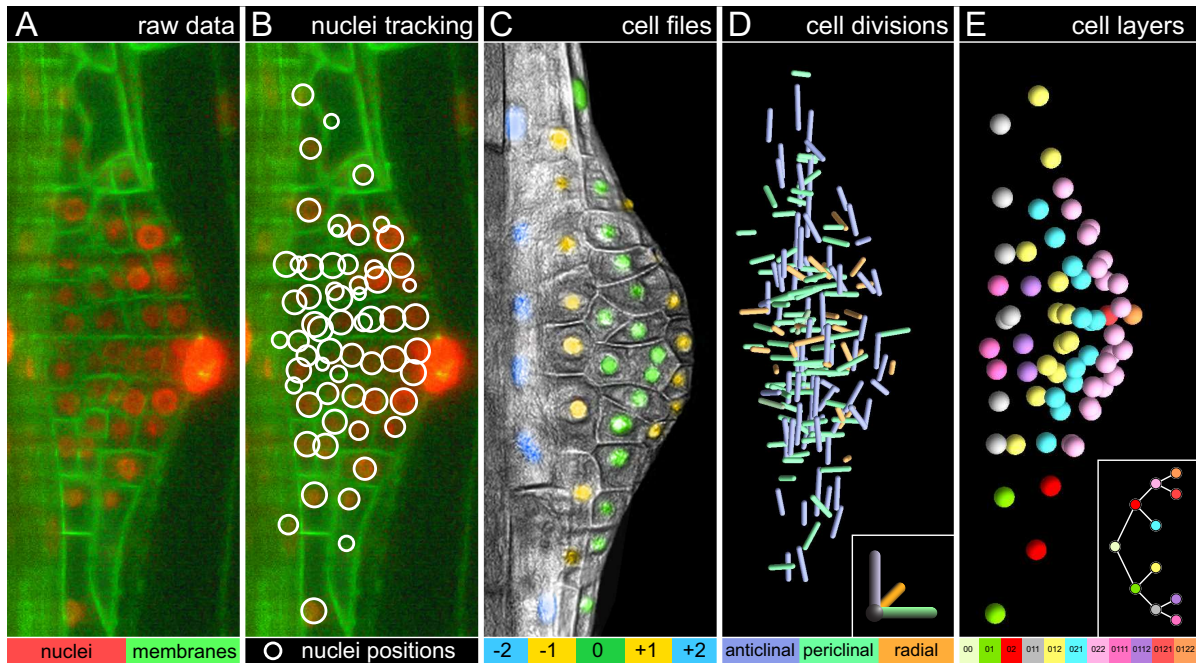 A raw data
B nuclei tracking
C cell files
D cell divisions
E cell layers
nuclei membranes
nuclei positions
-2 -1 0 +1 +2
anticlinal periclinal radial
00 01 02 011 012 021 022 0111 0112 0121 0122